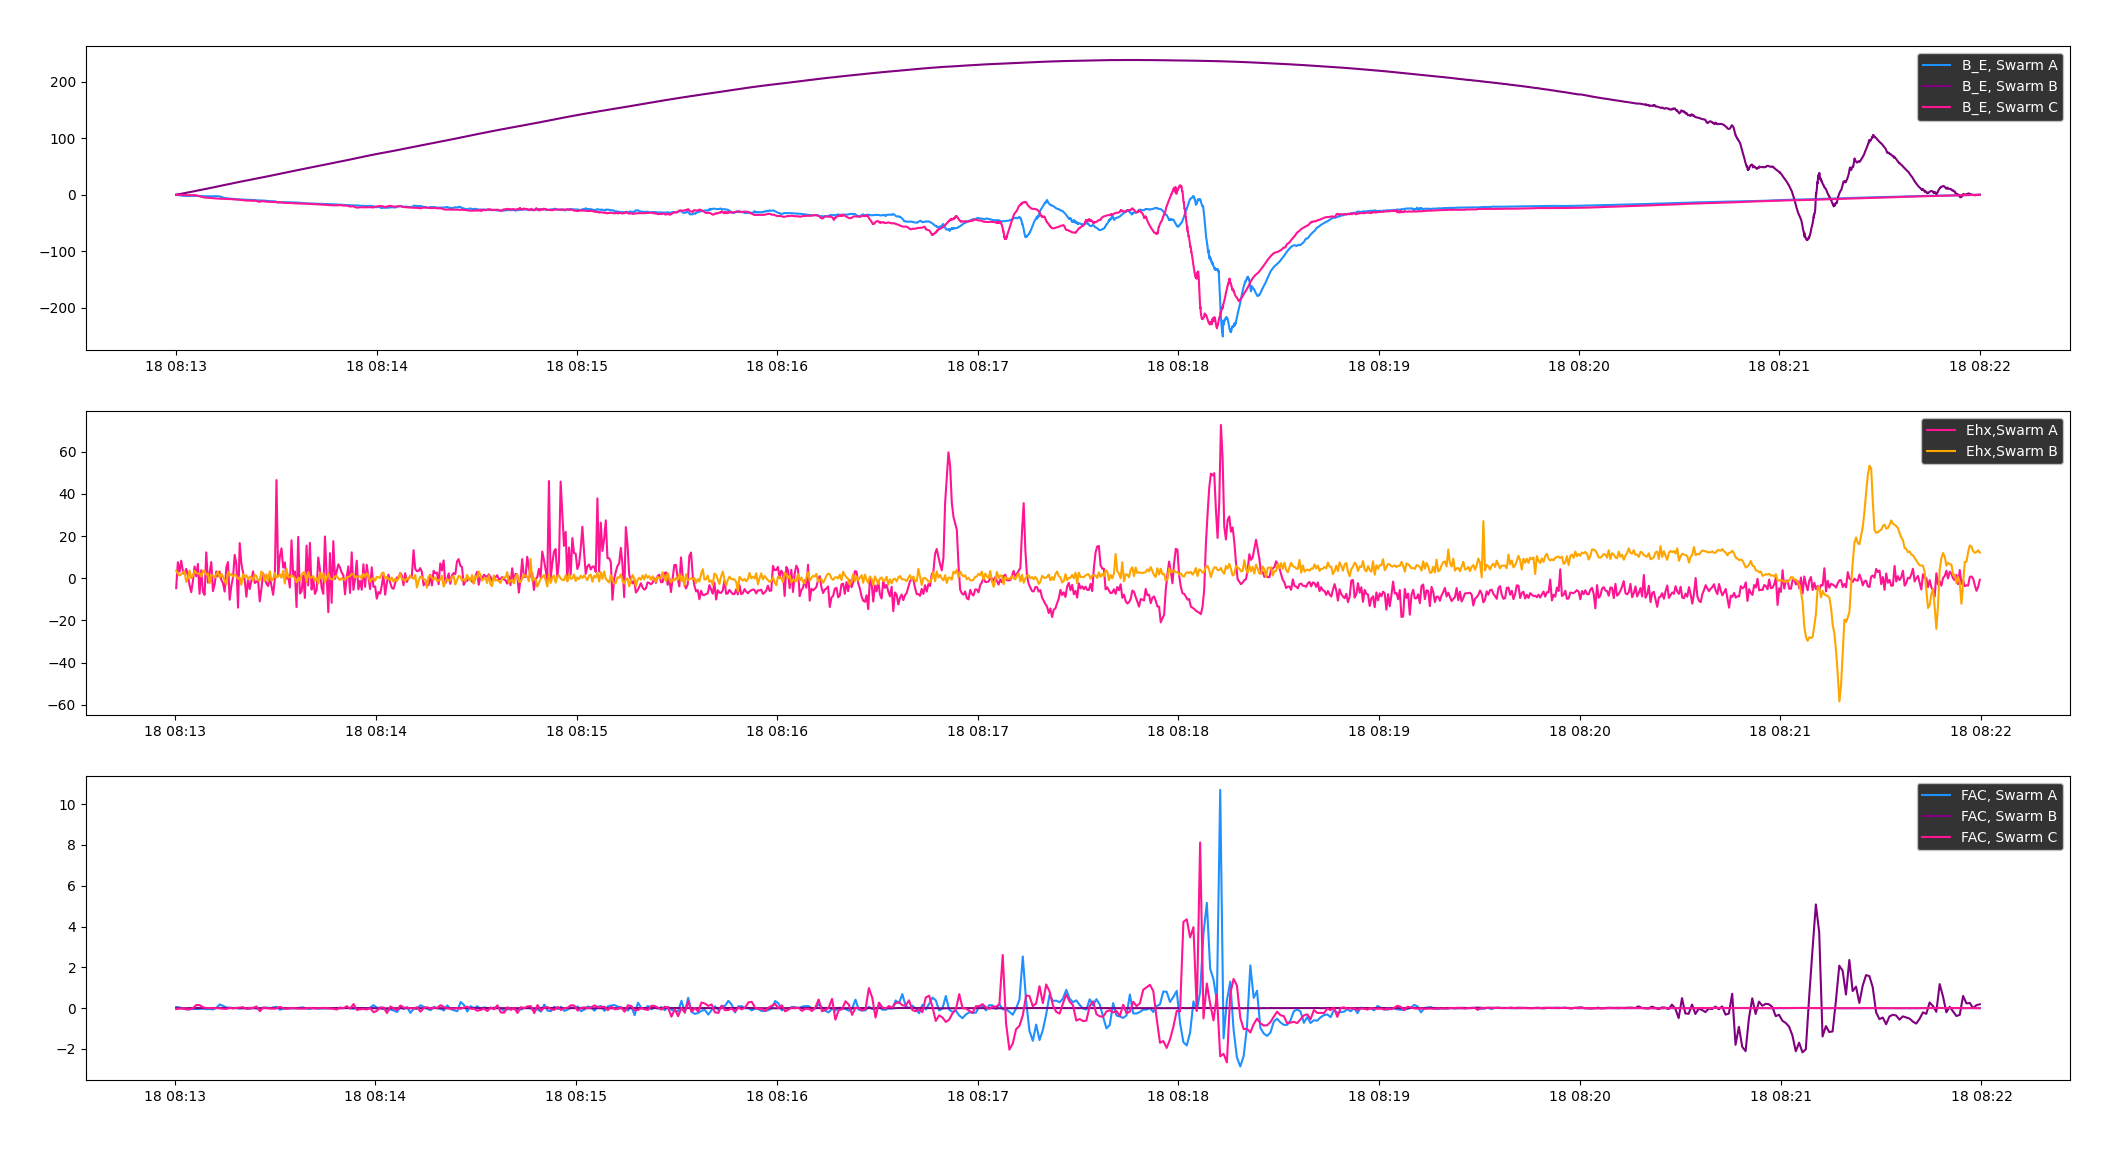 200
100
0
−100
−200
B_E, Swarm A
B_E, Swarm B
B_E, Swarm C
18 08:13 18 08:14 18 08:15 18 08:16 18 08:17 18 08:18 18 08:19 18 08:20 18 08:21 18 08:22
60
40
20
0
−20
−40
−60
Ehx,Swarm A
Ehx,Swarm B
18 08:13 18 08:14 18 08:15 18 08:16 18 08:17 18 08:18 18 08:19 18 08:20 18 08:21 18 08:22
10
8
6
4
2
0
−2
FAC, Swarm A
FAC, Swarm B
FAC, Swarm C
18 08:13 18 08:14 18 08:15 18 08:16 18 08:17 18 08:18 18 08:19 18 08:20 18 08:21 18 08:22